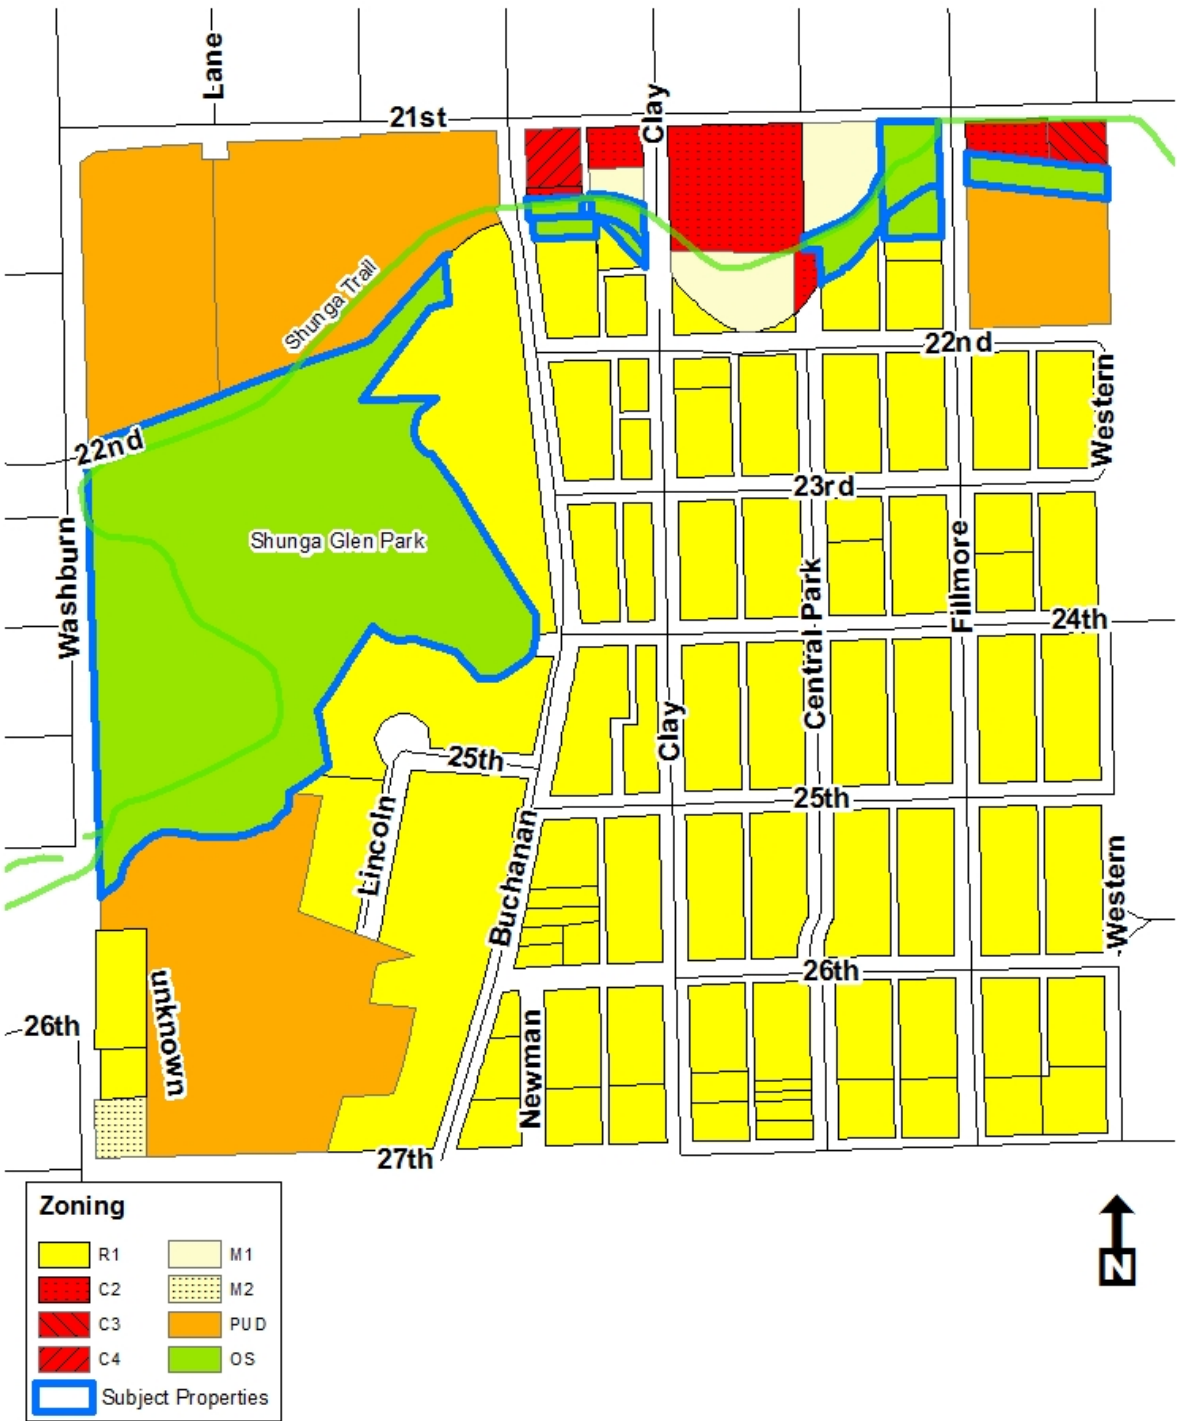 Lane
Clay
21st
Shunga Trail
22nd
Western
22nd
23rd
Shunga Glen Park
Washburn
Fillmore
Central Park
24th
Clay
25th
25th
Lincoln
Buchanan
Western
26th
unknown
26th
Newman
27th
Zoning
R1 M1
C2 M2
C3 PUD
C4 OS
Subject Properties
N